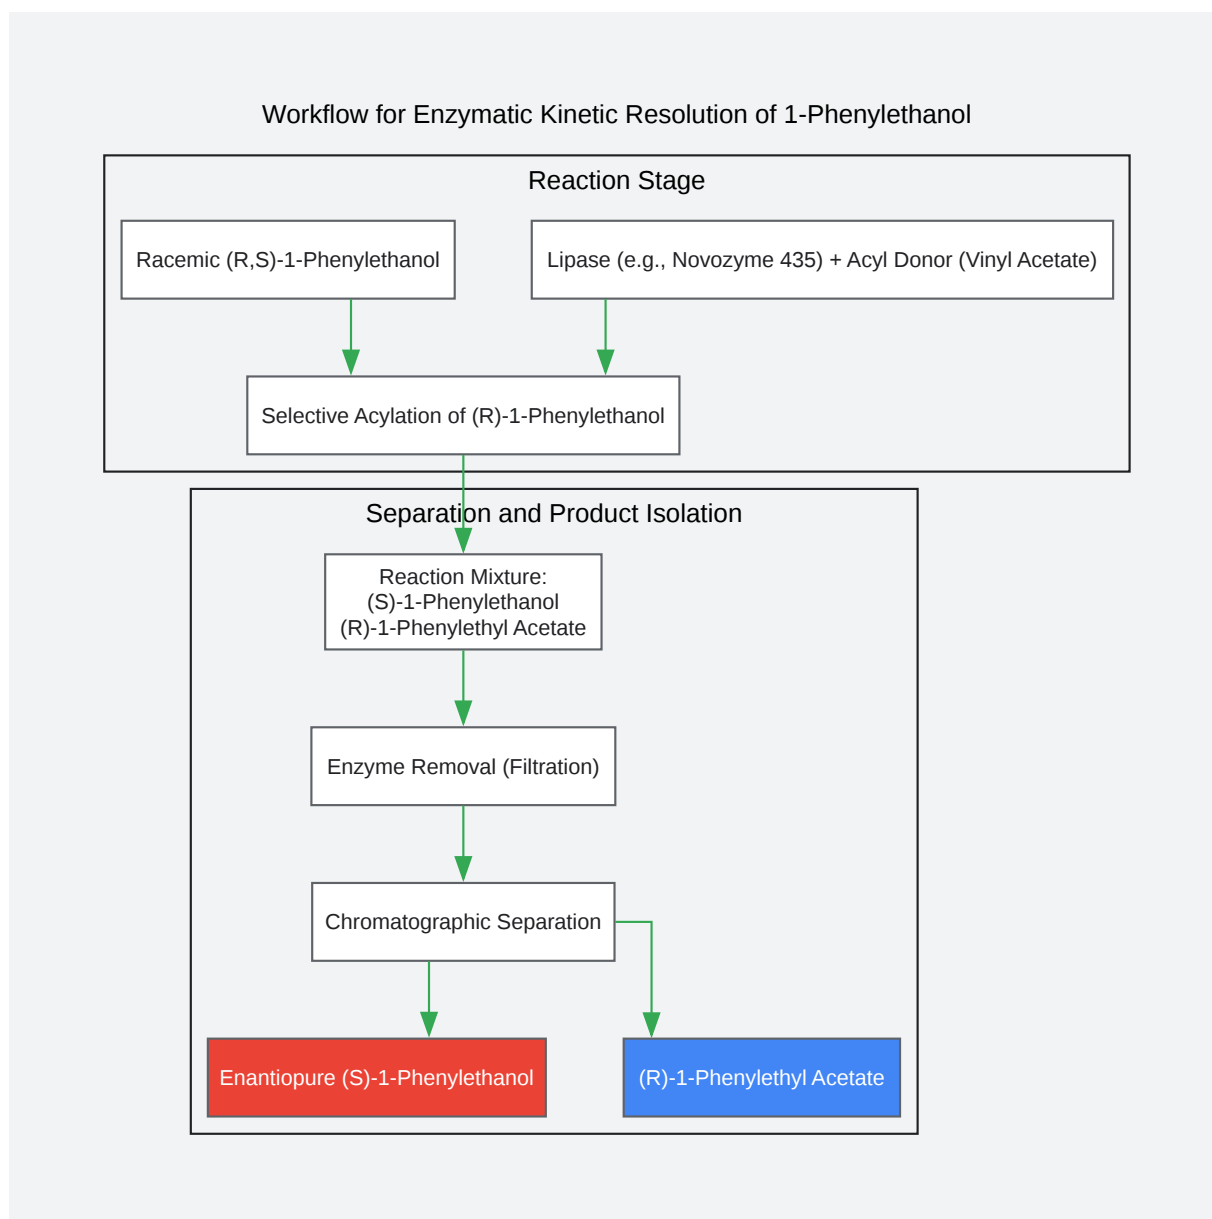 Workflow for Enzymatic Kinetic Resolution of 1-Phenylethanol
Reaction Stage
Racemic (R,S)-1-Phenylethanol
Lipase (e.g., Novozyme 435) + Acyl Donor (Vinyl Acetate)
Selective Acylation of (R)-1-Phenylethanol
Separation and Product Isolation
Reaction Mixture:
(S)-1-Phenylethanol
(R)-1-Phenylethyl Acetate
Enzyme Removal (Filtration)
Chromatographic Separation
Enantiopure (S)-1-Phenylethanol
(R)-1-Phenylethyl Acetate